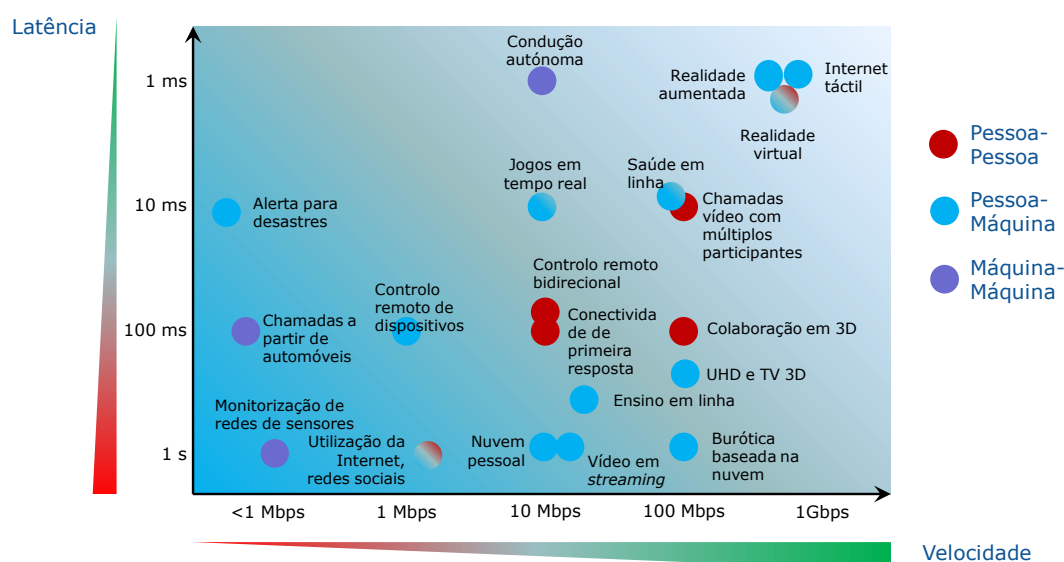 Latência
Condução
autónoma
1 ms
Realidade
aumentada
Internet
táctil
Realidade
virtual
Pessoa-
Pessoa
Jogos em
tempo real
Saúde em
linha
10 ms
Alerta para
desastres
Chamadas
vídeo com
múltiplos
participantes
Pessoa-
Máquina
Controlo remoto
bidirecional
Máquina-
Máquina
Controlo
remoto de
dispositivos
100 ms
Chamadas a
partir de
automóveis
Conectivida
de de
primeira
resposta
Colaboração em 3D
UHD e TV 3D
Ensino em linha
Monitorização de
redes de sensores
1 s
Utilização da
Internet,
redes sociais
Nuvem
pessoal
Vídeo em
streaming
Burótica
baseada na
nuvem
<1 Mbps
1 Mbps
10 Mbps
100 Mbps
1Gbps
Velocidade